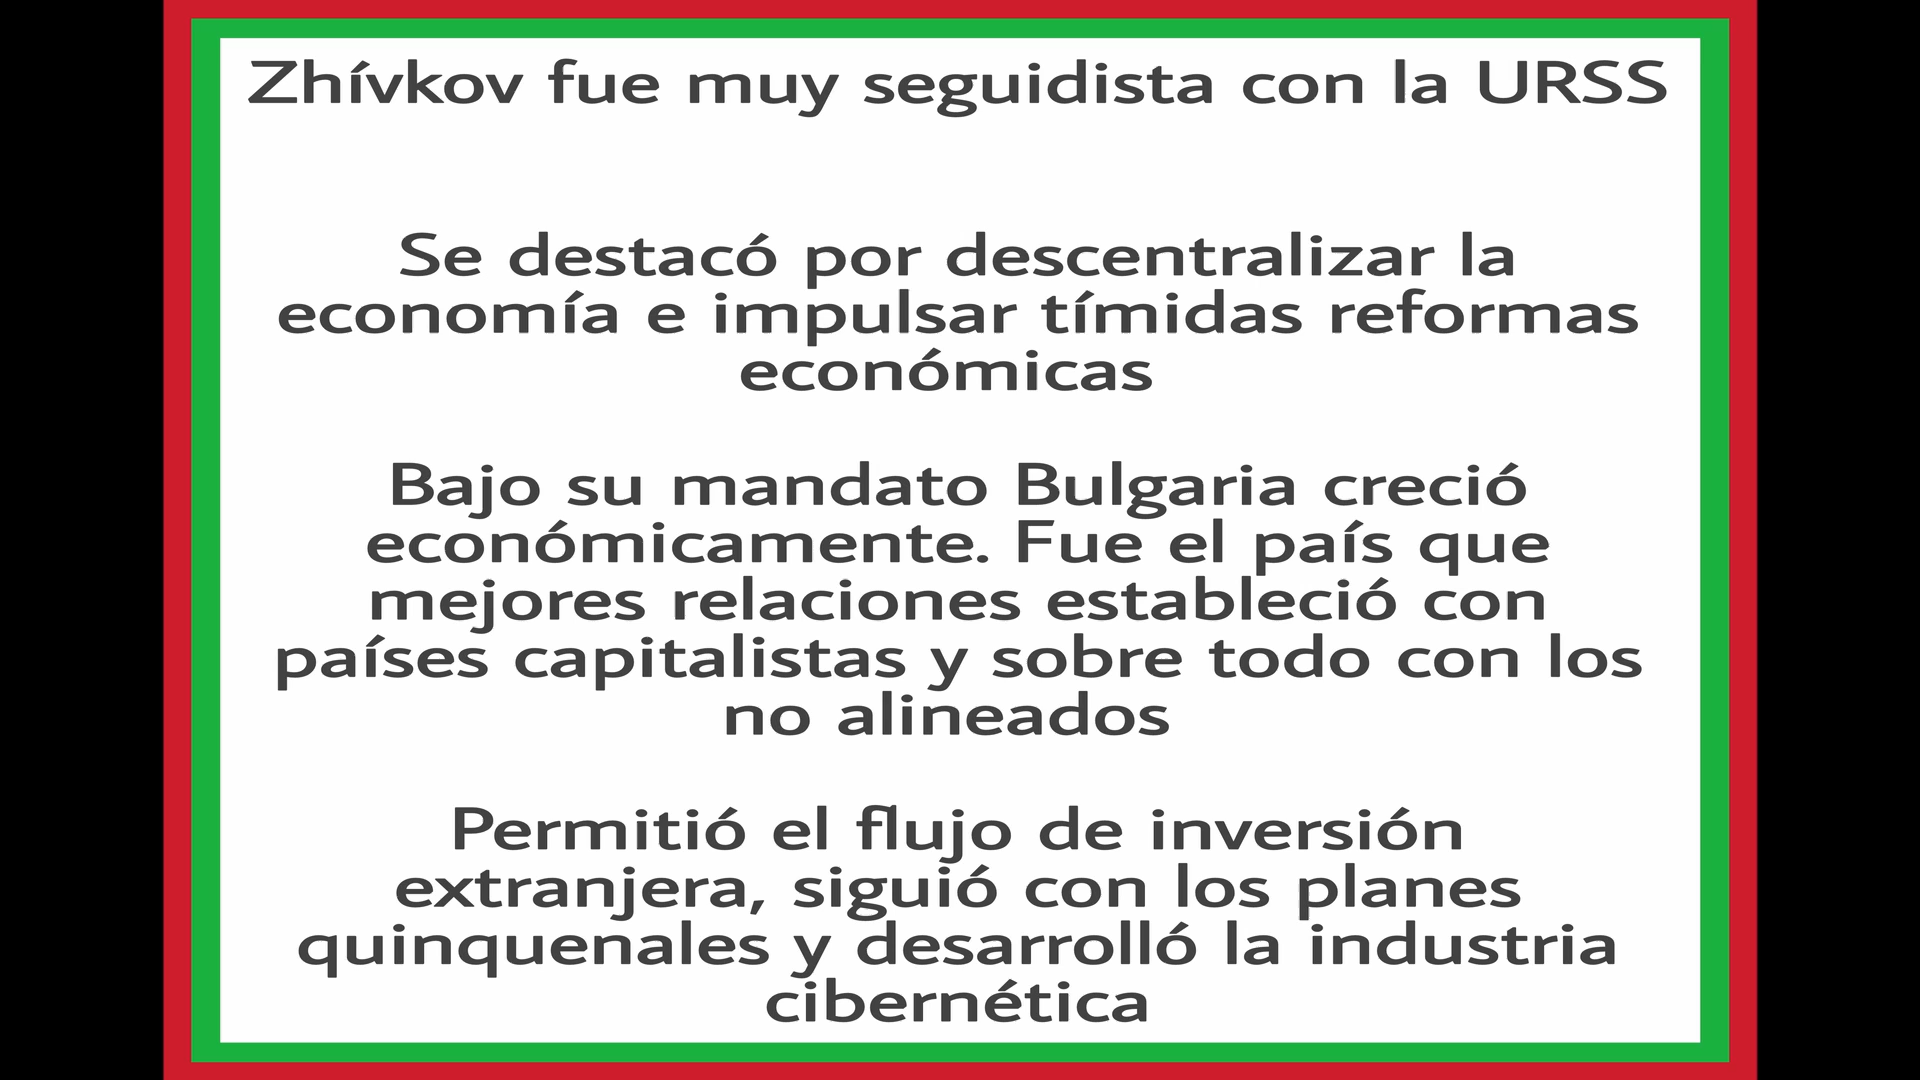 Zhívkov fue muy seguidista con la URSS
Se destacó por descentralizar la
economía e impulsar tímidas reformas
económicas
Bajo su mandato Bulgaria creció
económicamente. Fue el país que
mejores relaciones estableció con
países capitalistas y sobre todo con los
no alineados
Permitió el flujo de inversión
extranjera, siguió con los planes
quinquenales y desarrolló la industria
cibernética